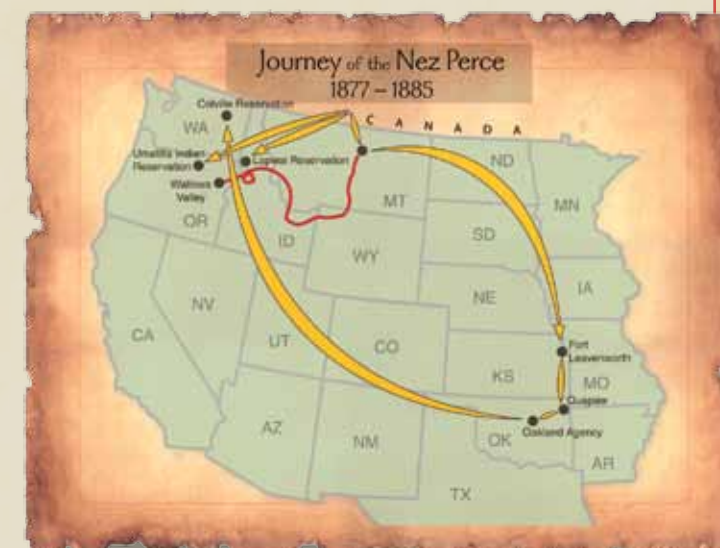 Journey of the Nez Perce
1877 – 1885
Colville Reservation
CANADA
WA
Umatilla Indian
Reservation
Lapwai Reservation
Wallowa
Valley
OR
ID
MT
ND
MN
SD
WY
IA
NE
NV
CA
UT
CO
Fort
Leavenworth
KS
MO
Quapaw
Oakland Agency
OK
AZ
NM
AR
TX